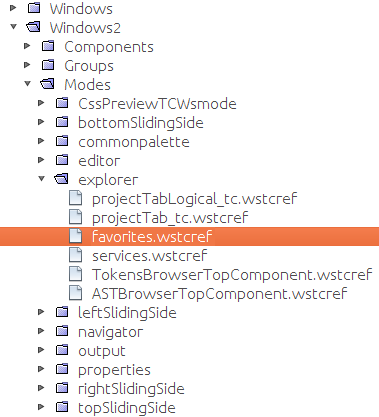 Windows
Windows2
Components
Groups
Modes
CssPreviewTCWsmode
bottomSlidingSide
commonpalette
editor
explorer
projectTabLogical_tc.wstcref
projectTab_tc.wstcref
favorites.wstcref
services.wstcref
TokensBrowserTopComponent.wstcref
ASTBrowserTopComponent.wstcref
leftSlidingSide
navigator
output
properties
rightSlidingSide
topSlidingSide